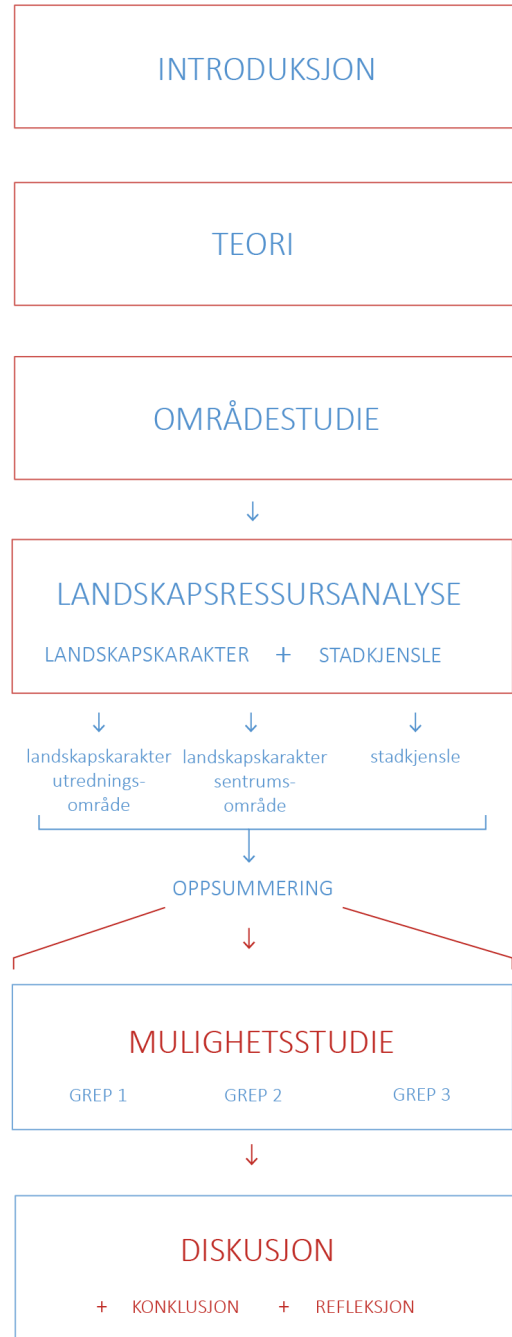 INTRODUKSJON
TEORI
OMRÅDESTUDIE
↓
LANDSKAPSRESSURSANALYSE
LANDSKAPSKARAKTER + STADKJENSLE
↓ ↓ ↓
landskapskarakter
utrednings-
område
landskapskarakter
sentrums-
område
stadkjensle
↓
OPPSUMMERING
↓
MULIGHETSSTUDIE
GREP 1 GREP 2 GREP 3
↓
DISKUSJON
+ KONKLUSJON + REFLEKSJON